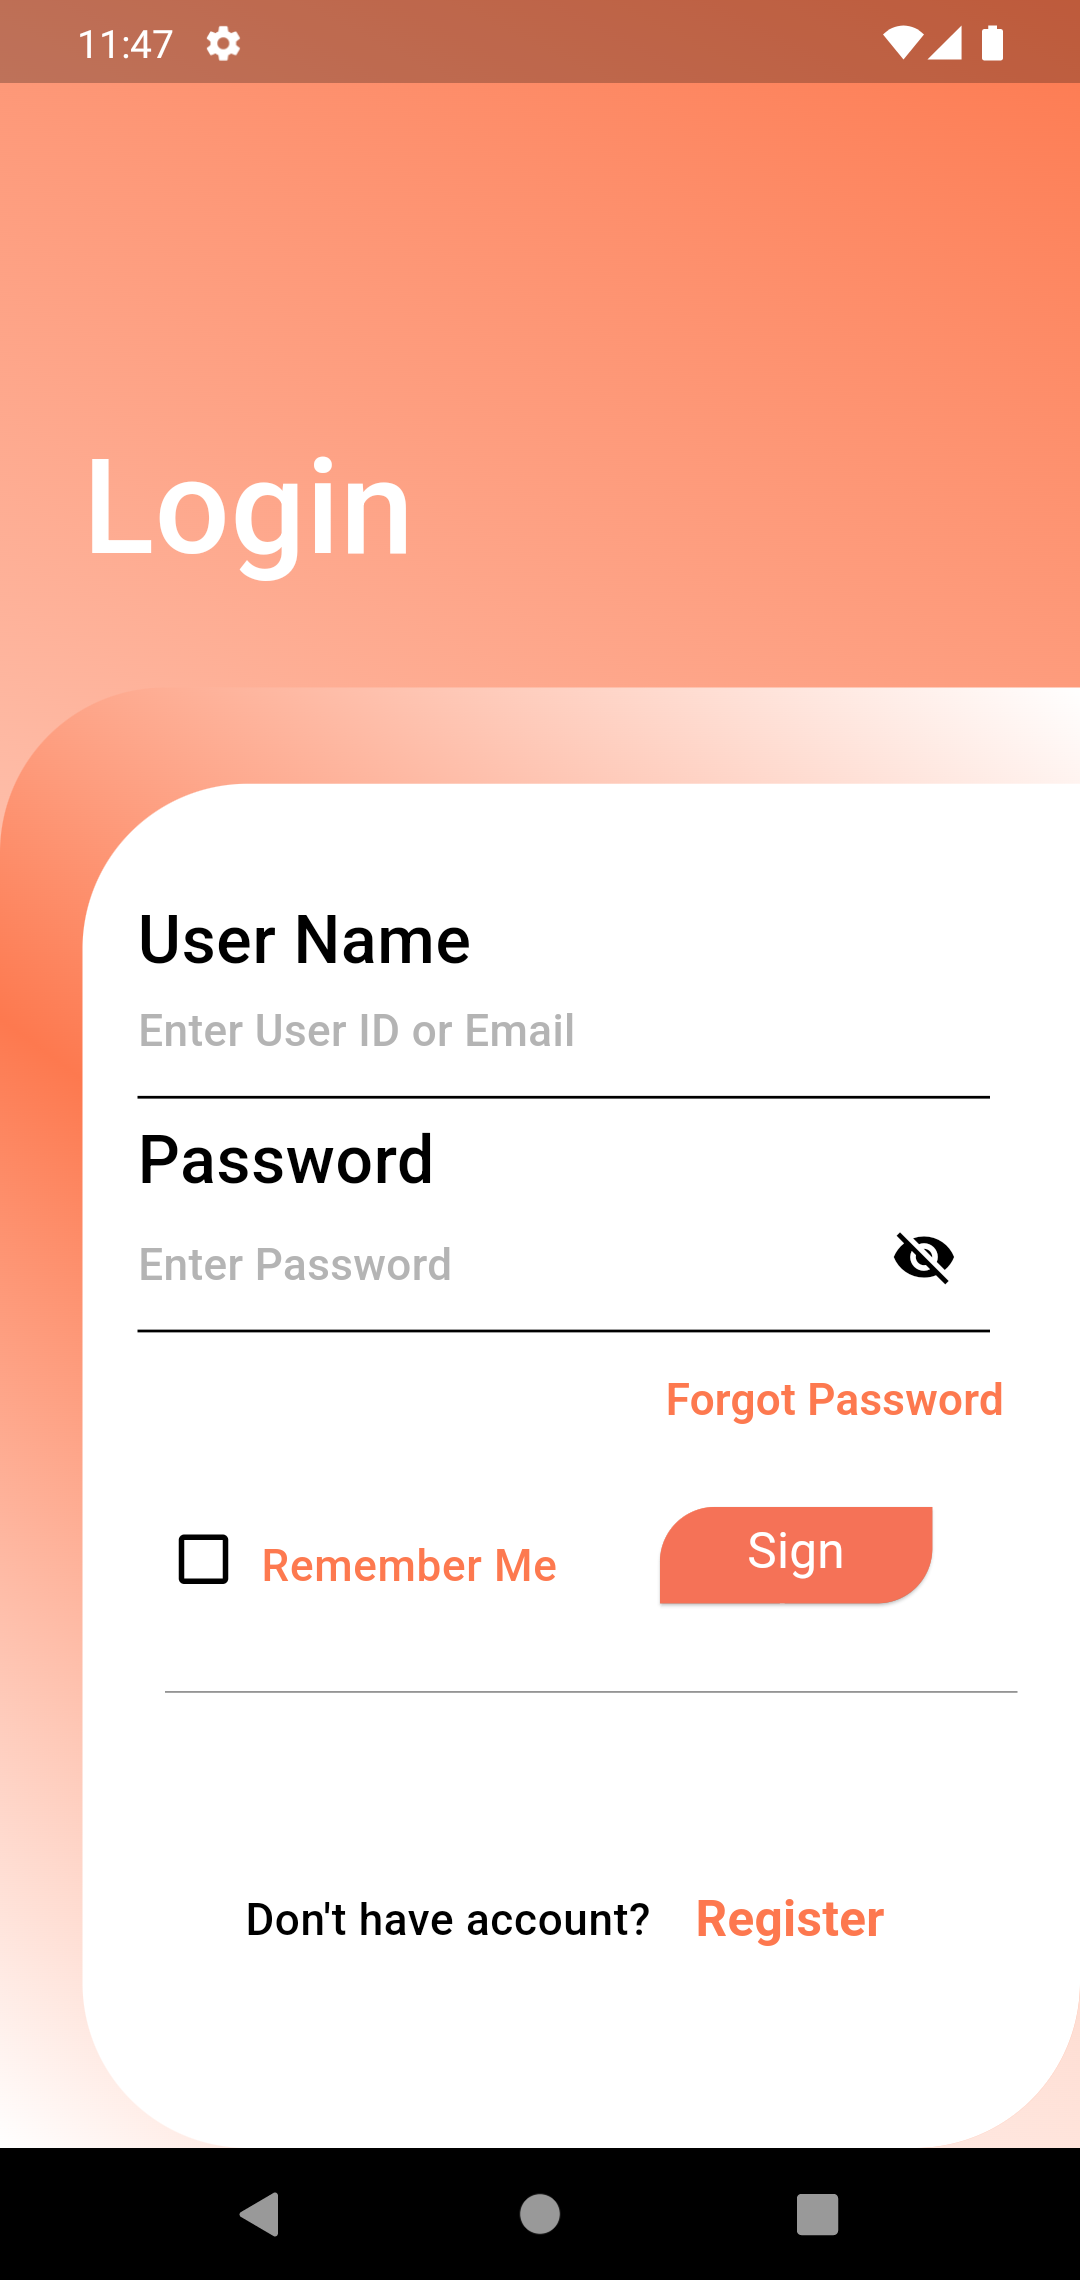 11:47
Login
User Name
Enter User ID or Email
Password
Enter Password
Forgot Password
Remember Me
Sign
Don't have account? Register